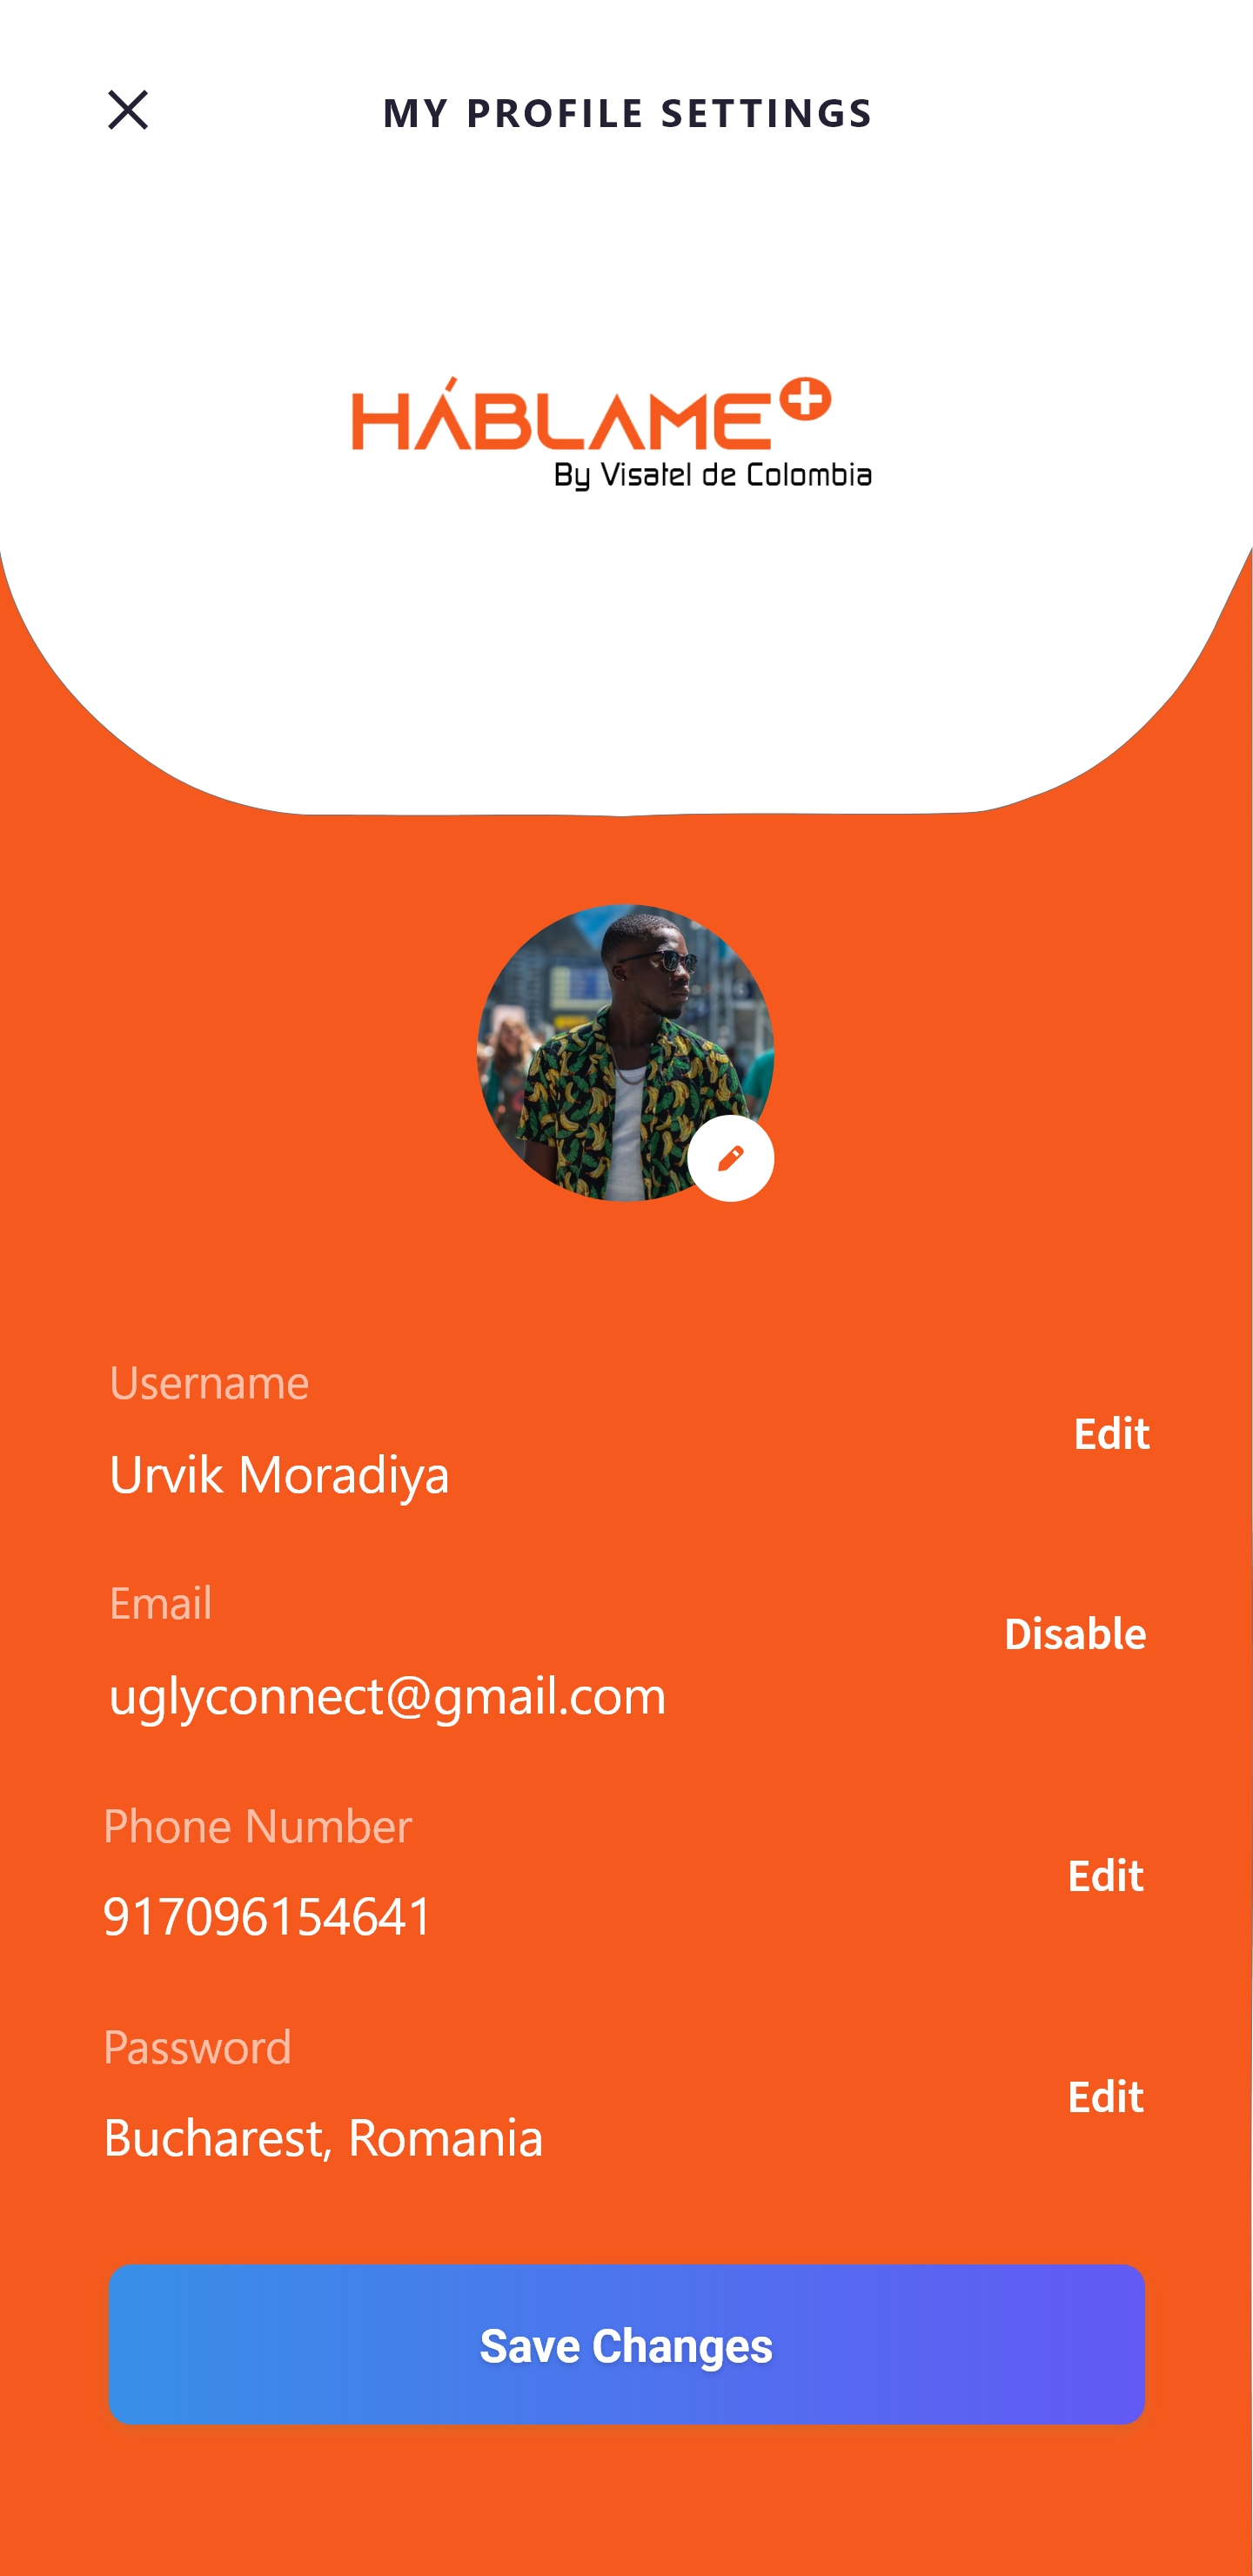 MY PROFILE SETTINGS
HÁBLAME
By Visatel de Colombia
Username
Edit
Urvik Moradiya
Email
Disable
uglyconnect@gmail.com
Phone Number
Edit
917096154641
Password
Edit
Bucharest, Romania
Save Changes